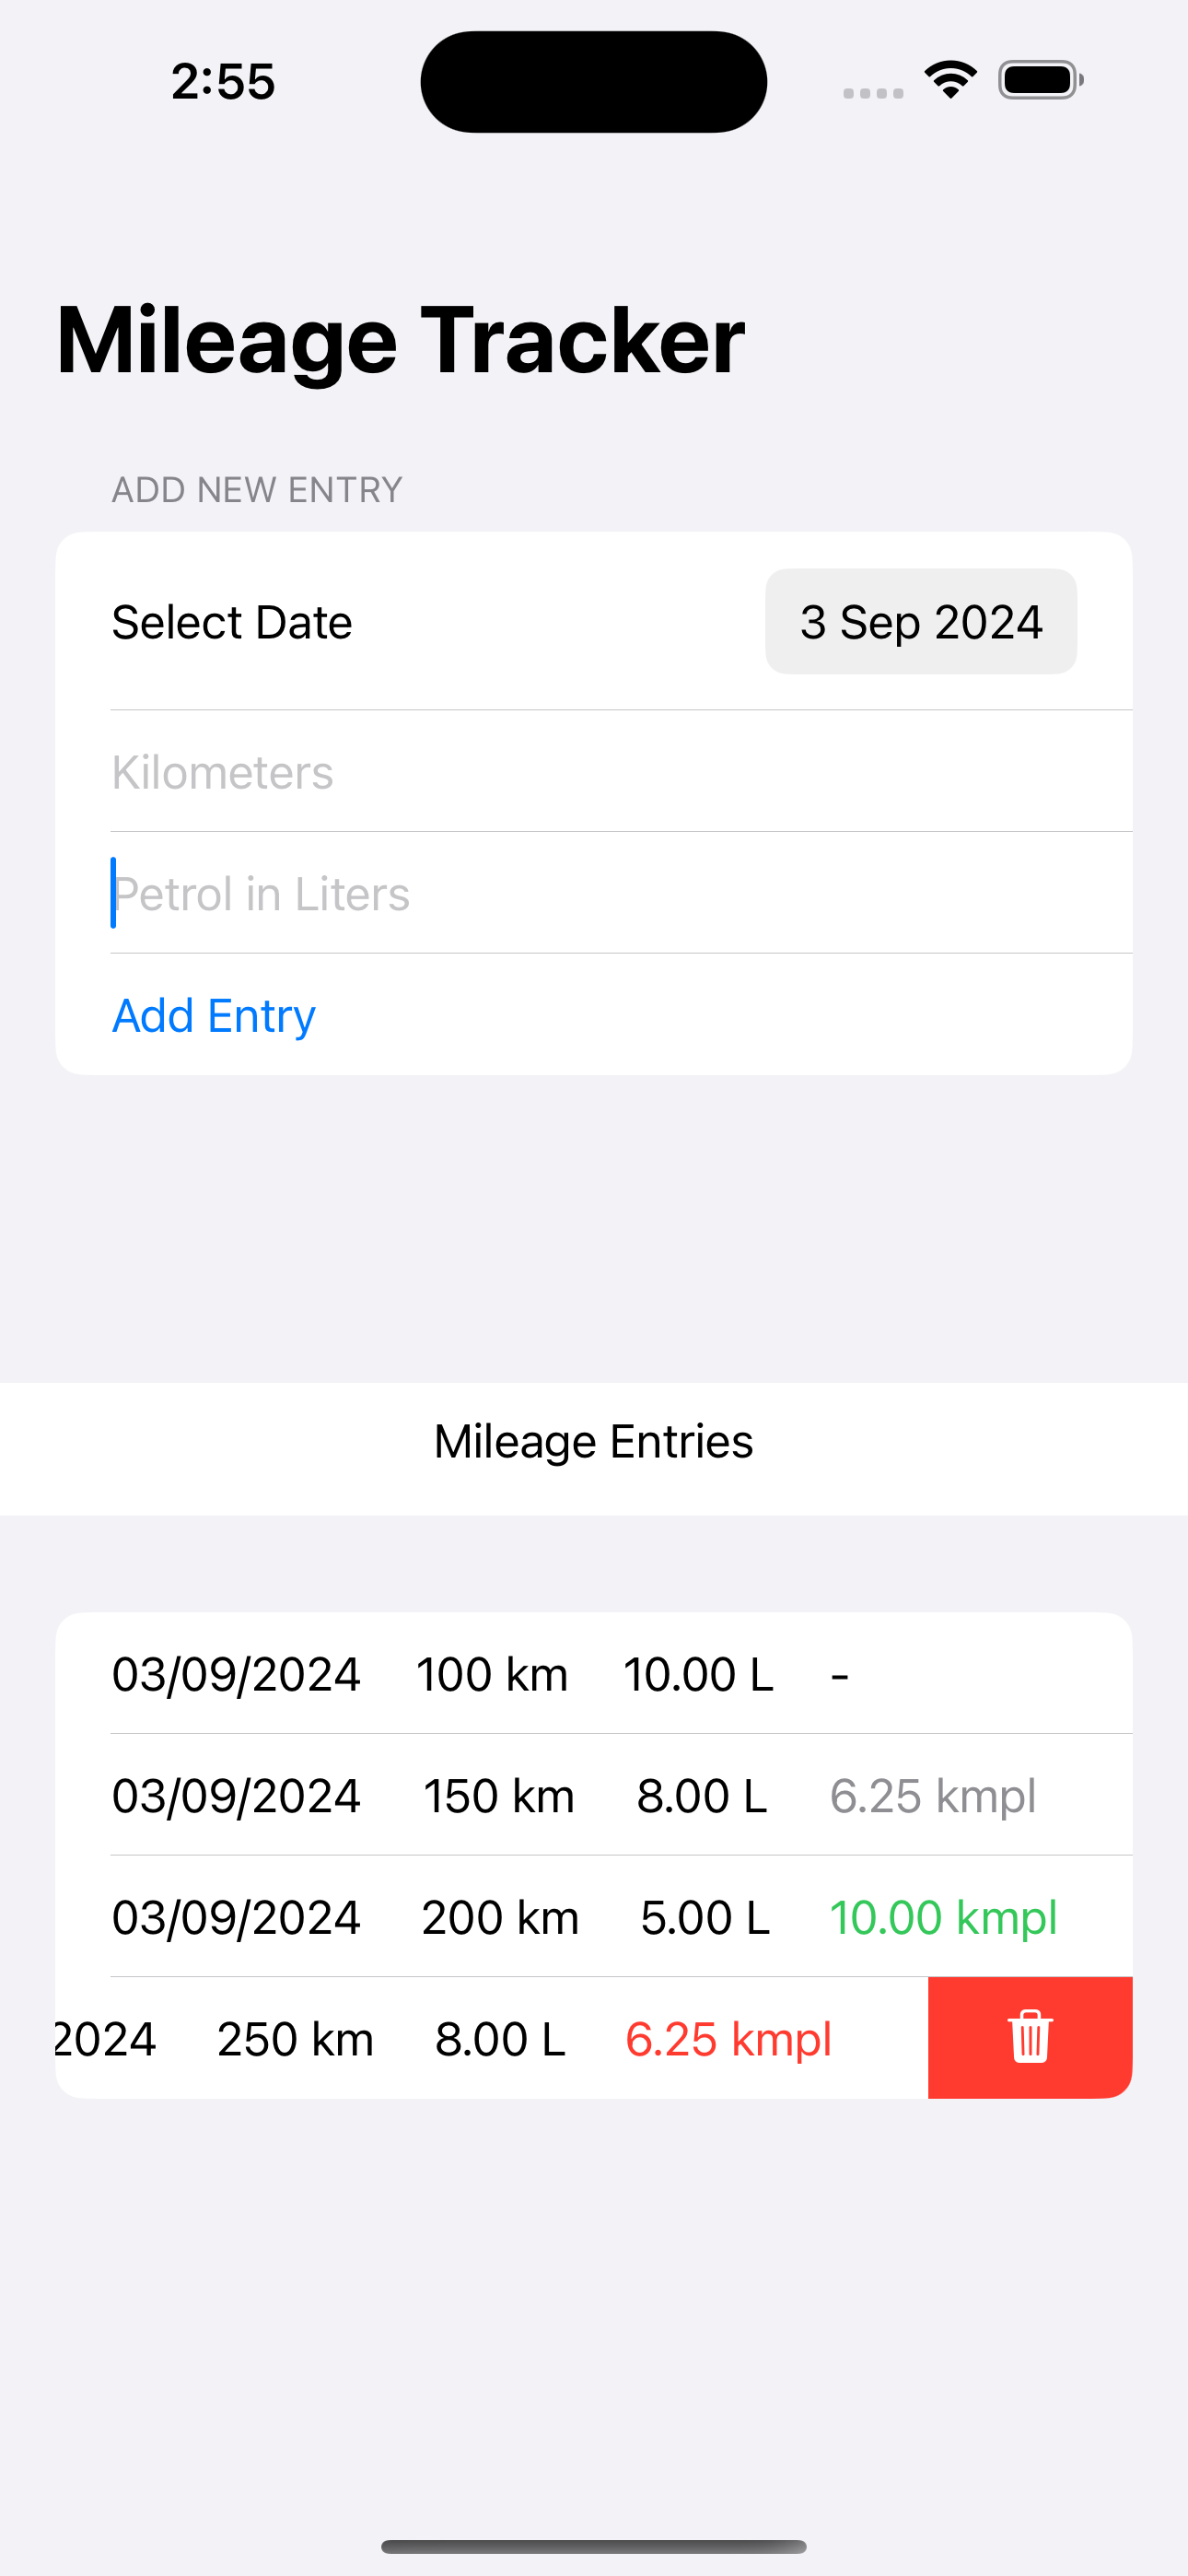 2:55
Mileage Tracker
ADD NEW ENTRY
Select Date 3 Sep 2024
Kilometers
Petrol in Liters
Add Entry
Mileage Entries
03/09/2024 100 km 10.00 L -
03/09/2024 150 km 8.00 L 6.25 kmpl
03/09/2024 200 km 5.00 L 10.00 kmpl
2024 250 km 8.00 L 6.25 kmpl